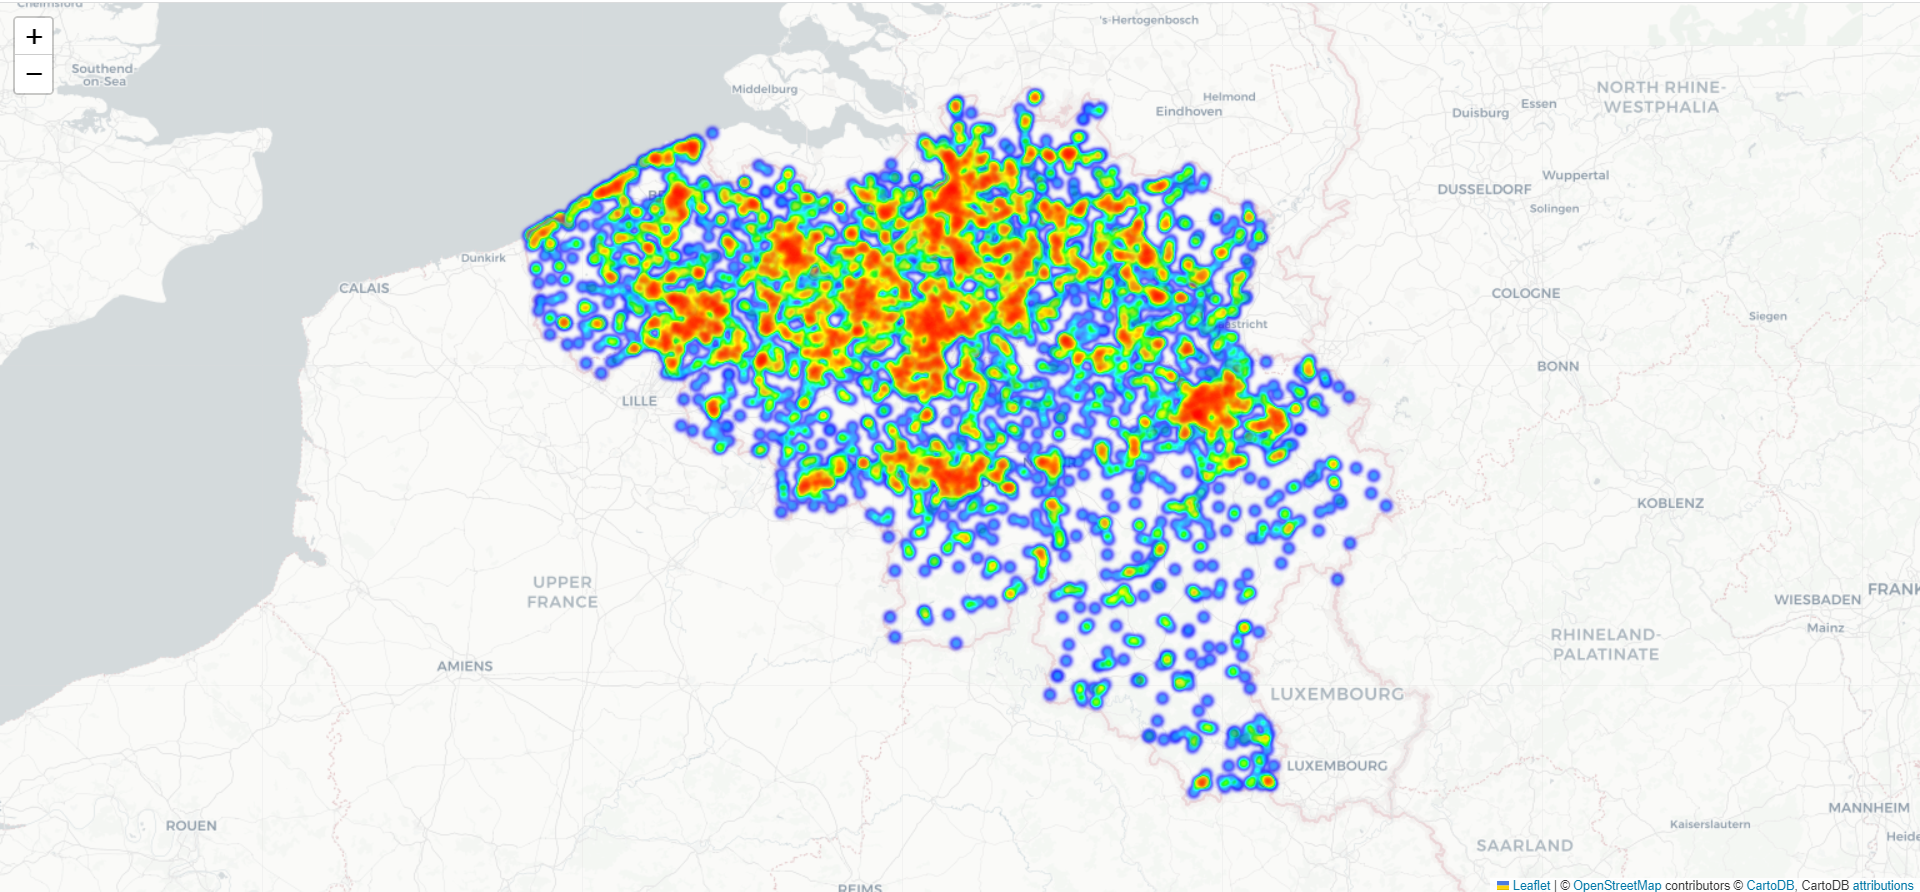 Chelmsford
's-Hertogenbosch
+
−
Southend-
on-Sea
Middelburg
Helmond
Eindhoven
NORTH RHINE-
WESTPHALIA
Duisburg
Essen
DUSSELDORF
Wuppertal
Solingen
Dunkirk
CALAIS
COLOGNE
Siegen
BONN
LILLE
KOBLENZ
UPPER
FRANCE
WIESBADEN
FRANK
Mainz
RHINELAND-
PALATINATE
AMIENS
LUXEMBOURG
LUXEMBOURG
MANNHEIM
ROUEN
Kaiserslautern
Heide
SAARLAND
REIMS
Leaflet | © OpenStreetMap contributors © CartoDB, CartoDB attributions